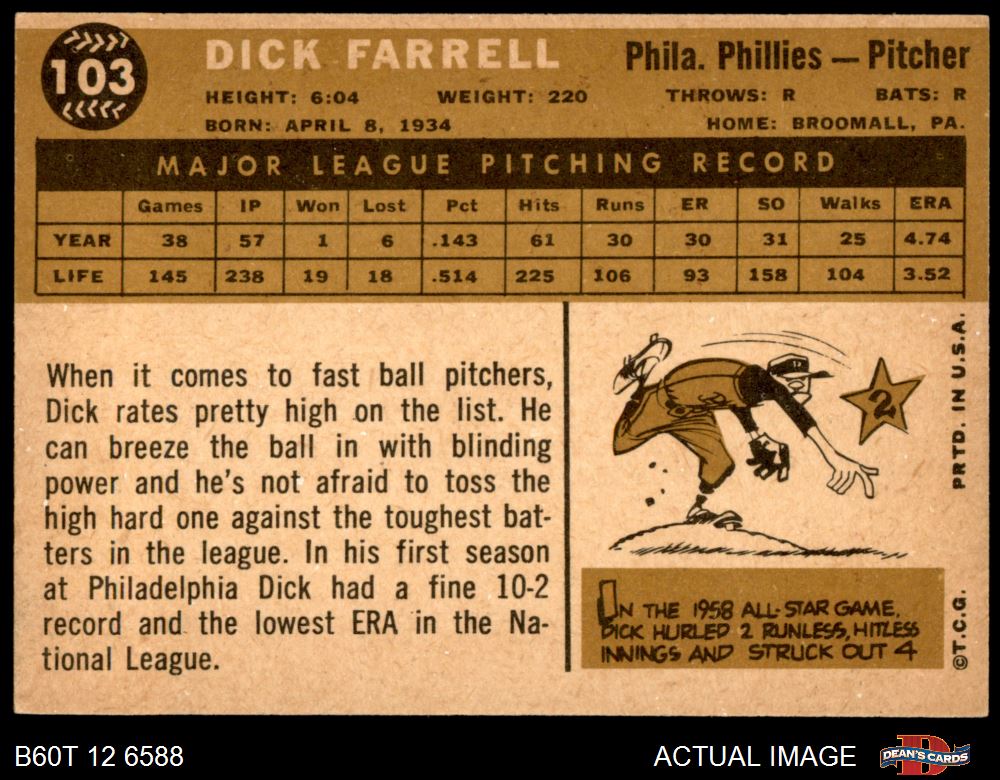 103
DICK FARRELL
Phila. Phillies — Pitcher
HEIGHT: 6:04 WEIGHT: 220 THROWS: R BATS: R
BORN: APRIL 8, 1934 HOME: BROOMALL, PA.
MAJOR LEAGUE PITCHING RECORD
Games IP Won Lost Pct Hits Runs ER SO Walks ERA
YEAR 38 57 1 6 .143 61 30 30 31 25 4.74
LIFE 145 238 19 18 .514 225 106 93 158 104 3.52
When it comes to fast ball pitchers,
Dick rates pretty high on the list. He
can breeze the ball in with blinding
power and he's not afraid to toss the
high hard one against the toughest bat-
ters in the league. In his first season
at Philadelphia Dick had a fine 10-2
record and the lowest ERA in the Na-
tional League.
2
IN THE 1958 ALL-STAR GAME,
DICK HURLED 2 RUNLESS, HITLESS
INNINGS AND STRUCK OUT 4
PRTD. IN U.S.A.
©T.C.G.
B60T 12 6588
ACTUAL IMAGE
DEAN'S CARDS